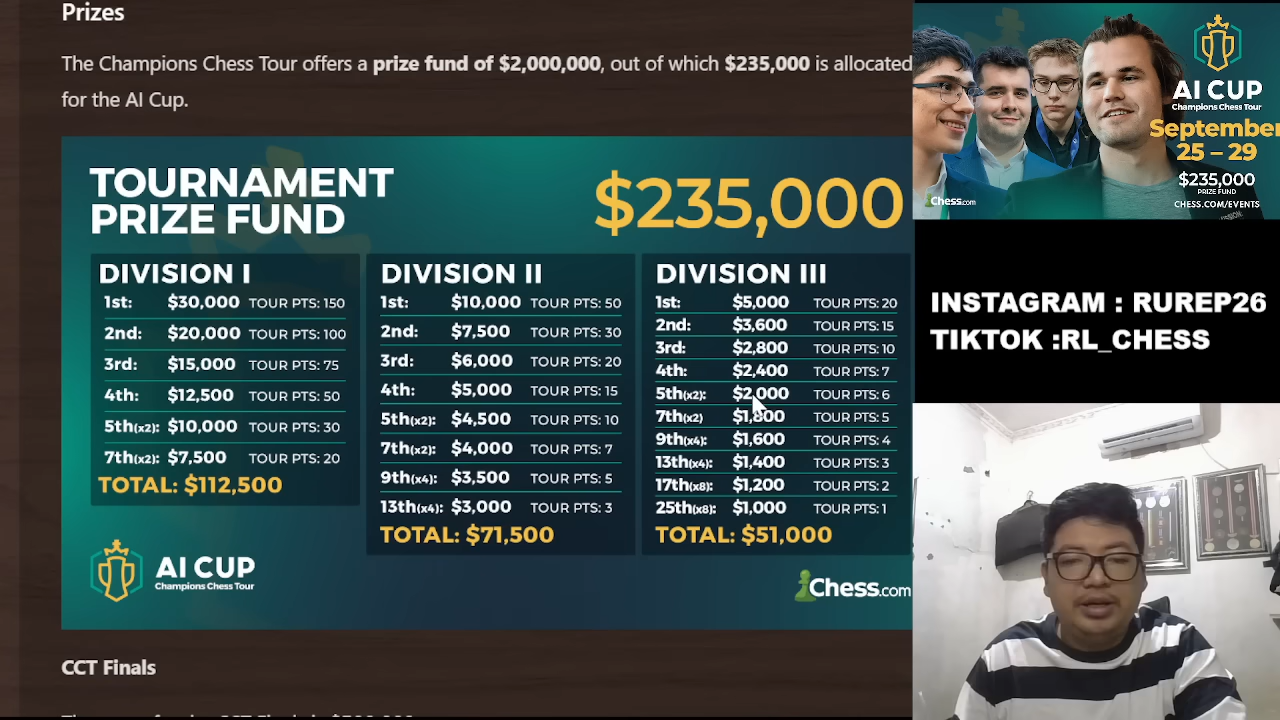 Prizes
The Champions Chess Tour offers a prize fund of $2,000,000, out of which $235,000 is allocated
for the AI Cup.
TOURNAMENT
PRIZE FUND
$235,000
DIVISION I
1st: $30,000 TOUR PTS: 150
2nd: $20,000 TOUR PTS: 100
3rd: $15,000 TOUR PTS: 75
4th: $12,500 TOUR PTS: 50
5th(x2): $10,000 TOUR PTS: 30
7th(x2): $7,500 TOUR PTS: 20
TOTAL: $112,500
DIVISION II
1st: $10,000 TOUR PTS: 50
2nd: $7,500 TOUR PTS: 30
3rd: $6,000 TOUR PTS: 20
4th: $5,000 TOUR PTS: 15
5th(x2): $4,500 TOUR PTS: 10
7th(x2): $4,000 TOUR PTS: 7
9th(x4): $3,500 TOUR PTS: 5
13th(x4): $3,000 TOUR PTS: 3
TOTAL: $71,500
DIVISION III
1st: $5,000 TOUR PTS: 20
2nd: $3,600 TOUR PTS: 15
3rd: $2,800 TOUR PTS: 10
4th: $2,400 TOUR PTS: 7
5th(x2): $2,000 TOUR PTS: 6
7th(x2) $1,800 TOUR PTS: 5
9th(x4): $1,600 TOUR PTS: 4
13th(x4): $1,400 TOUR PTS: 3
17th(x8): $1,200 TOUR PTS: 2
25th(x8): $1,000 TOUR PTS: 1
TOTAL: $51,000
AI CUP
Champions Chess Tour
Chess.com
CCT Finals
AI CUP
Champions Chess Tour
September
25 – 29
$235,000
PRIZE FUND
CHESS.COM/EVENTS
Chess.com
INSTAGRAM : RUREP26
TIKTOK :RL_CHESS